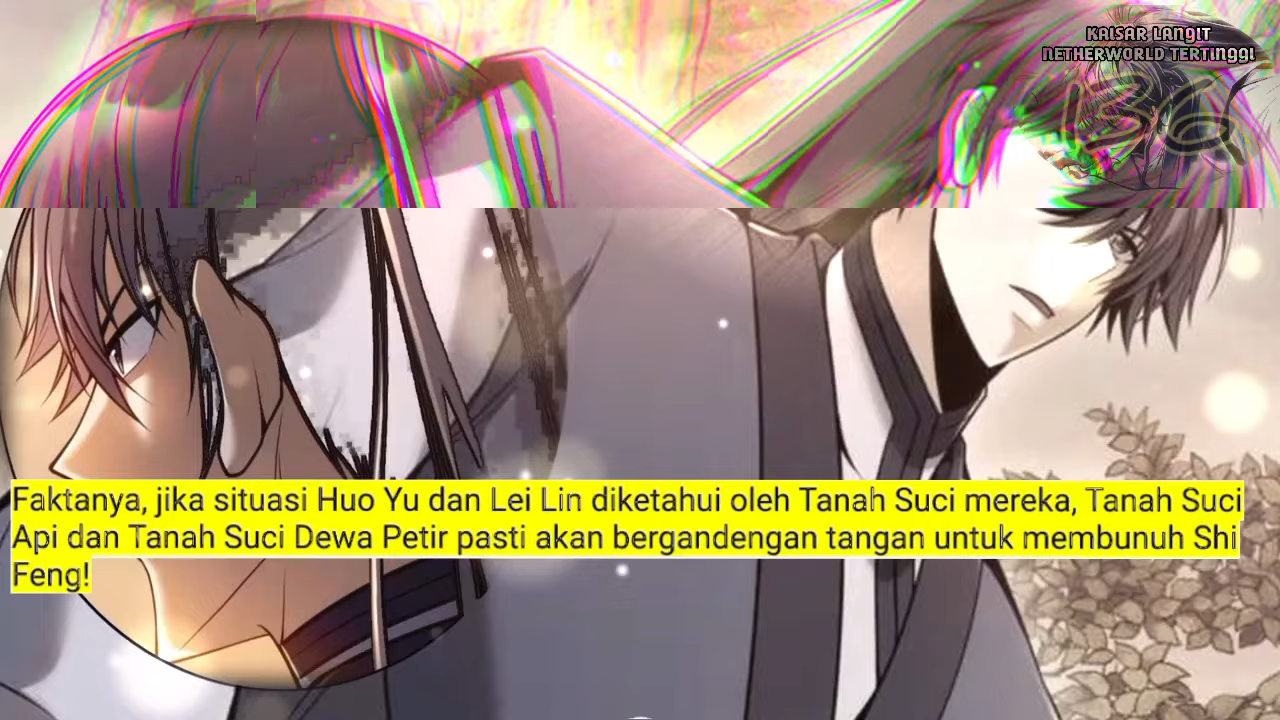 KAISAR LANGIT
NETHERWORLD TERTINGGI
136
Faktanya, jika situasi Huo Yu dan Lei Lin diketahui oleh Tanah Suci mereka, Tanah Suci
Api dan Tanah Suci Dewa Petir pasti akan bergandengan tangan untuk membunuh Shi
Feng!